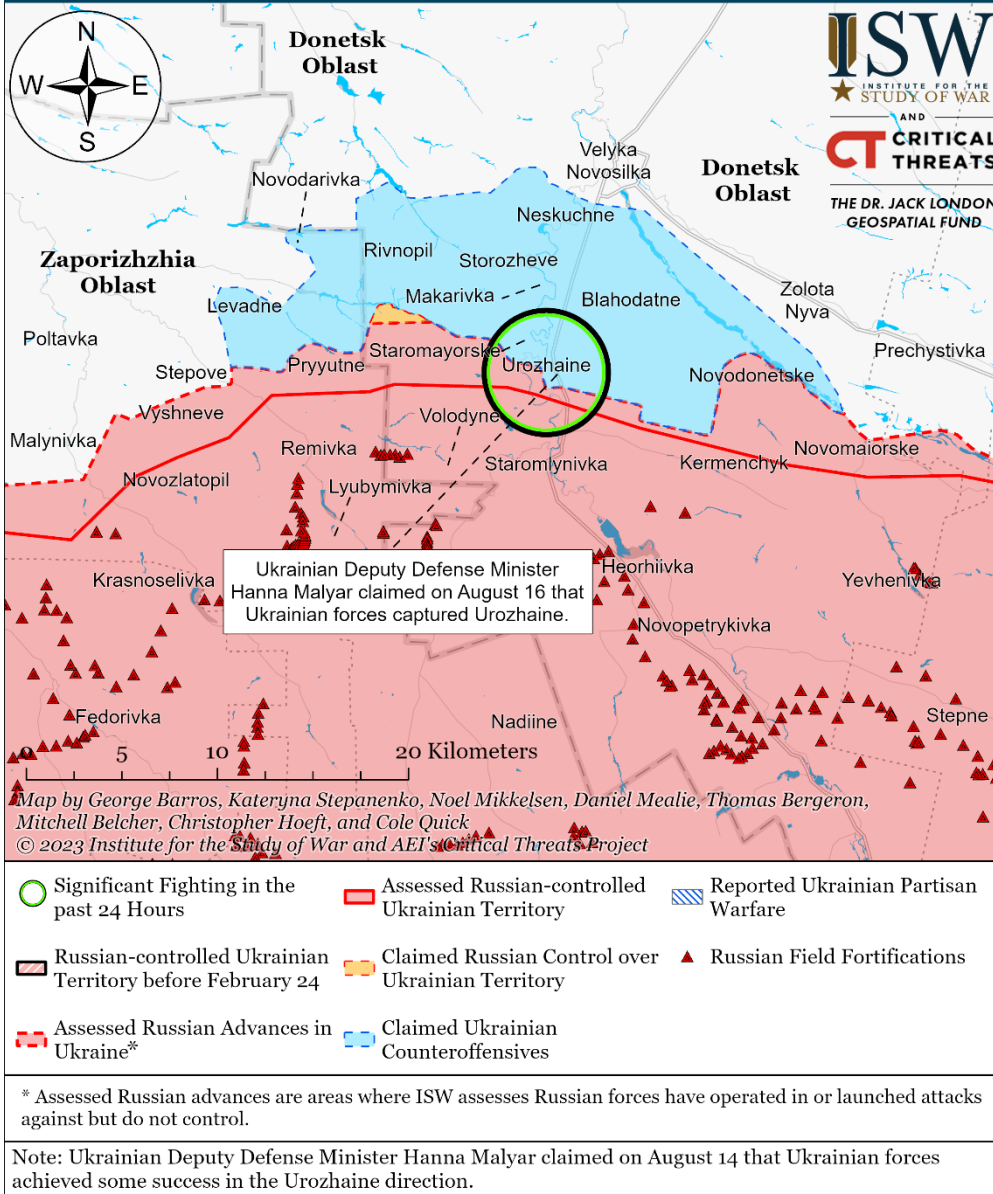 N
W E
S
Donetsk
Oblast
ISW
INSTITUTE FOR THE
STUDY OF WAR
AND
CT CRITICAL
THREATS
THE DR. JACK LONDON
GEOSPATIAL FUND
Velyka
Novosilka
Donetsk
Oblast
Novodarivka
Neskuchne
Rivnopil
Storozheve
Zaporizhzhia
Oblast
Makarivka
Blahodatne
Levadne
Zolota
Nyva
Poltavka
Staromayorske
Prechystivka
Pryyutne
Urozhaine
Stepove
Novodonetske
Vyshneve
Volodyne
Malynivka
Remivka
Novomaiorske
Staromlynivka
Kermenchyk
Novozlatopil
Lyubymivka
Ukrainian Deputy Defense Minister
Hanna Malyar claimed on August 16 that
Ukrainian forces captured Urozhaine.
Heorhiivka
Krasnoselivka
Yevhenivka
Novopetrykivka
Fedorivka
Nadiine
Stepne
0 5 10 20 Kilometers
Map by George Barros, Kateryna Stepanenko, Noel Mikkelsen, Daniel Mealie, Thomas Bergeron,
Mitchell Belcher, Christopher Hoeft, and Cole Quick
© 2023 Institute for the Study of War and AEI's Critical Threats Project
Significant Fighting in the
past 24 Hours
Assessed Russian-controlled
Ukrainian Territory
Reported Ukrainian Partisan
Warfare
Russian-controlled Ukrainian
Territory before February 24
Claimed Russian Control over
Ukrainian Territory
Russian Field Fortifications
Assessed Russian Advances in
Ukraine*
Claimed Ukrainian
Counteroffensives
* Assessed Russian advances are areas where ISW assesses Russian forces have operated in or launched attacks
against but do not control.
Note: Ukrainian Deputy Defense Minister Hanna Malyar claimed on August 14 that Ukrainian forces
achieved some success in the Urozhaine direction.